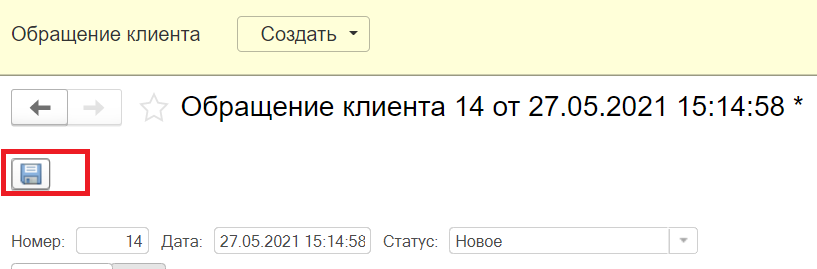 Обращение клиента Создать
Обращение клиента 14 от 27.05.2021 15:14:58 *
Номер: 14 Дата: 27.05.2021 15:14:58 Статус: Новое